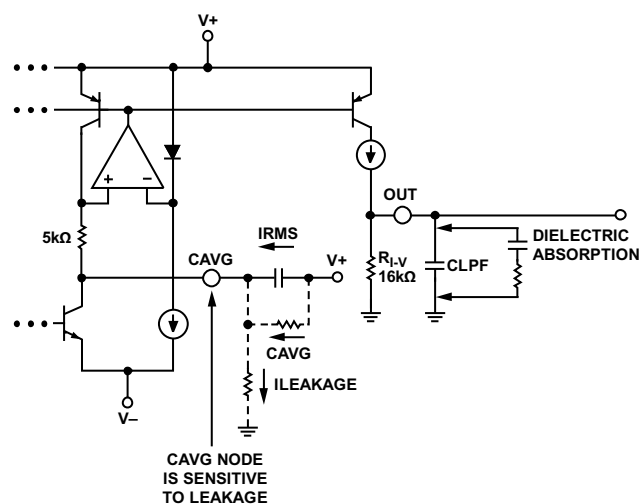 V+
+ −
5kΩ
CAVG
IRMS
V+
CAVG
ILEAKAGE
OUT
RI-V
16kΩ
CLPF
DIELECTRIC
ABSORPTION
V−
CAVG NODE
IS SENSITIVE
TO LEAKAGE